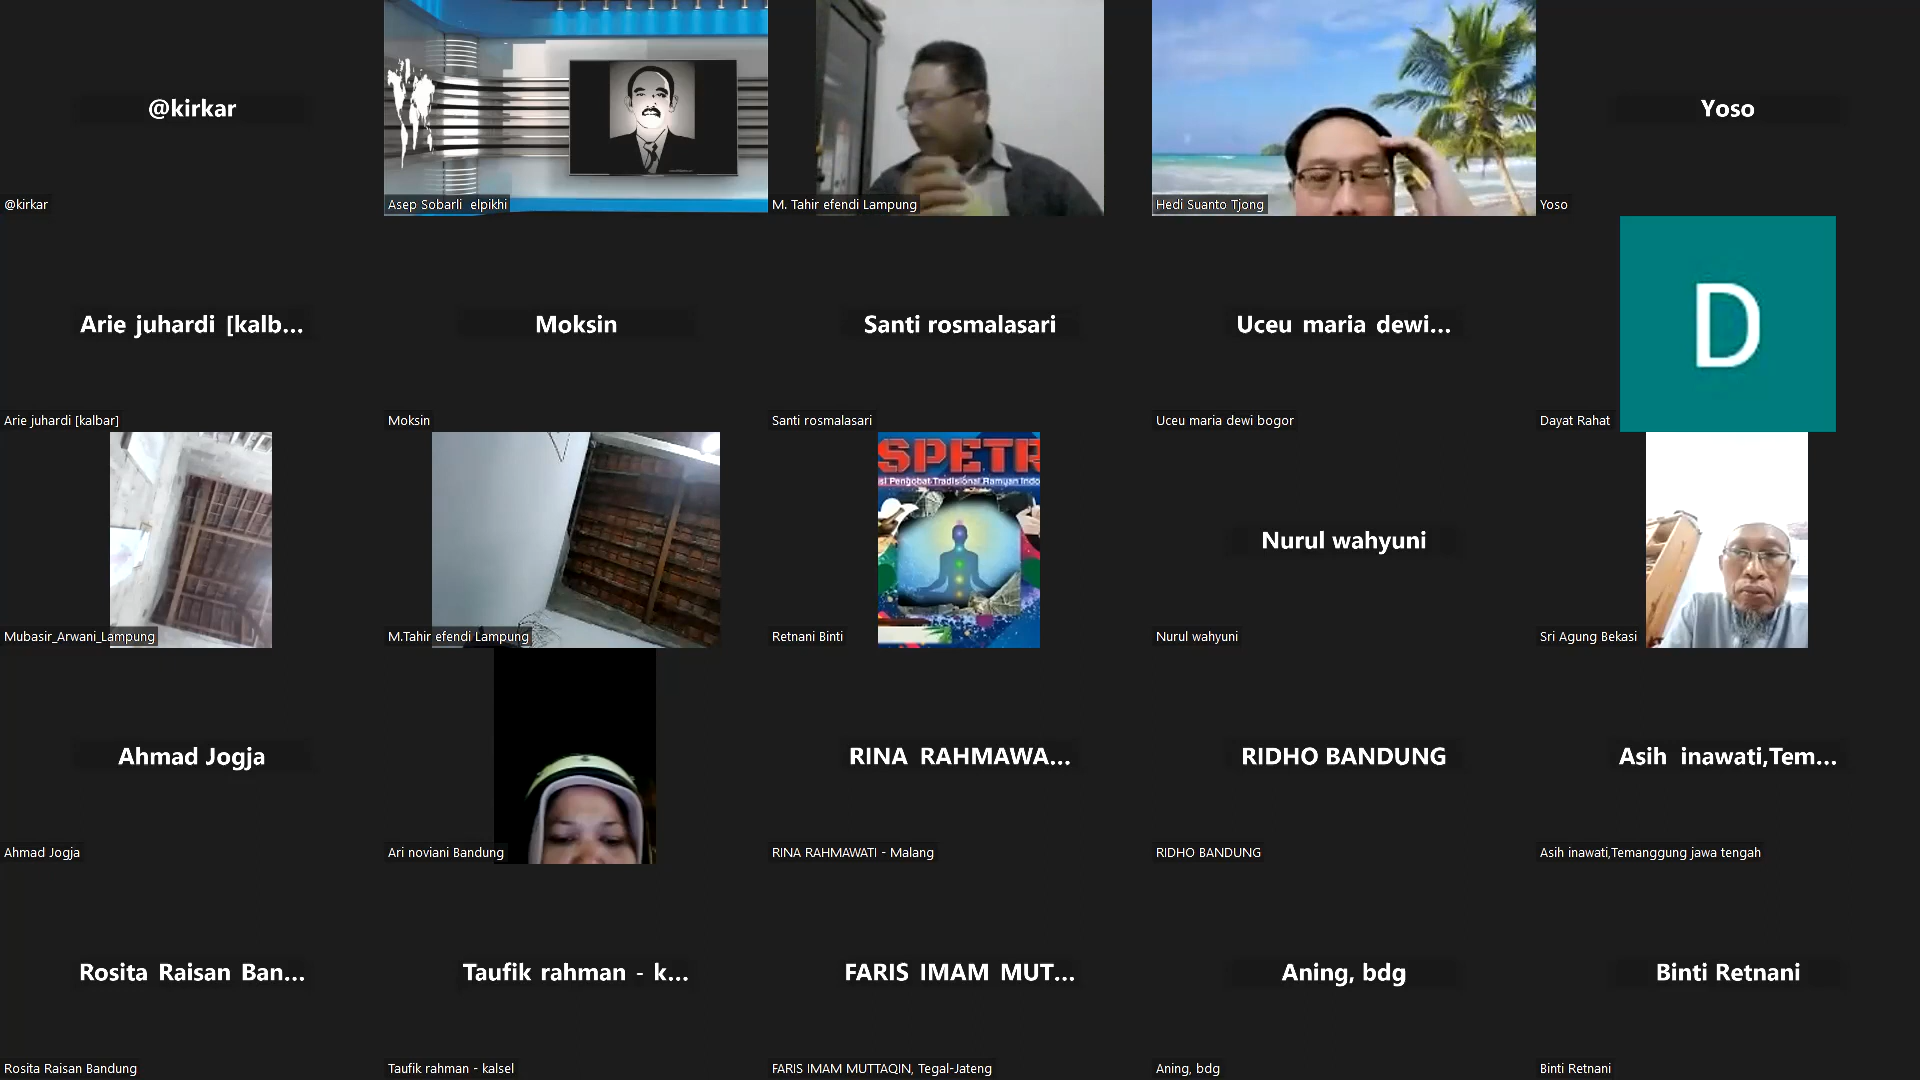 @kirkar
@kirkar
Asep Sobarli elpikhi
M. Tahir efendi Lampung
Hedi Suanto Tjong
Yoso
Yoso
Arie juhardi [kalb...
Arie juhardi [kalbar]
Moksin
Moksin
Santi rosmalasari
Santi rosmalasari
Uceu maria dewi...
Uceu maria dewi bogor
D
Dayat Rahat
Mubasir_Arwani_Lampung
M.Tahir efendi Lampung
SPETR
si Pengobat Tradisional Ramuan Indo
Retnani Binti
Nurul wahyuni
Nurul wahyuni
Sri Agung Bekasi
Ahmad Jogja
Ahmad Jogja
Ari noviani Bandung
RINA RAHMAWA...
RINA RAHMAWATI - Malang
RIDHO BANDUNG
RIDHO BANDUNG
Asih inawati,Tem...
Asih inawati,Temanggung jawa tengah
Rosita Raisan Ban...
Rosita Raisan Bandung
Taufik rahman - k...
Taufik rahman - kalsel
FARIS IMAM MUT...
FARIS IMAM MUTTAQIN, Tegal-Jateng
Aning, bdg
Aning, bdg
Binti Retnani
Binti Retnani